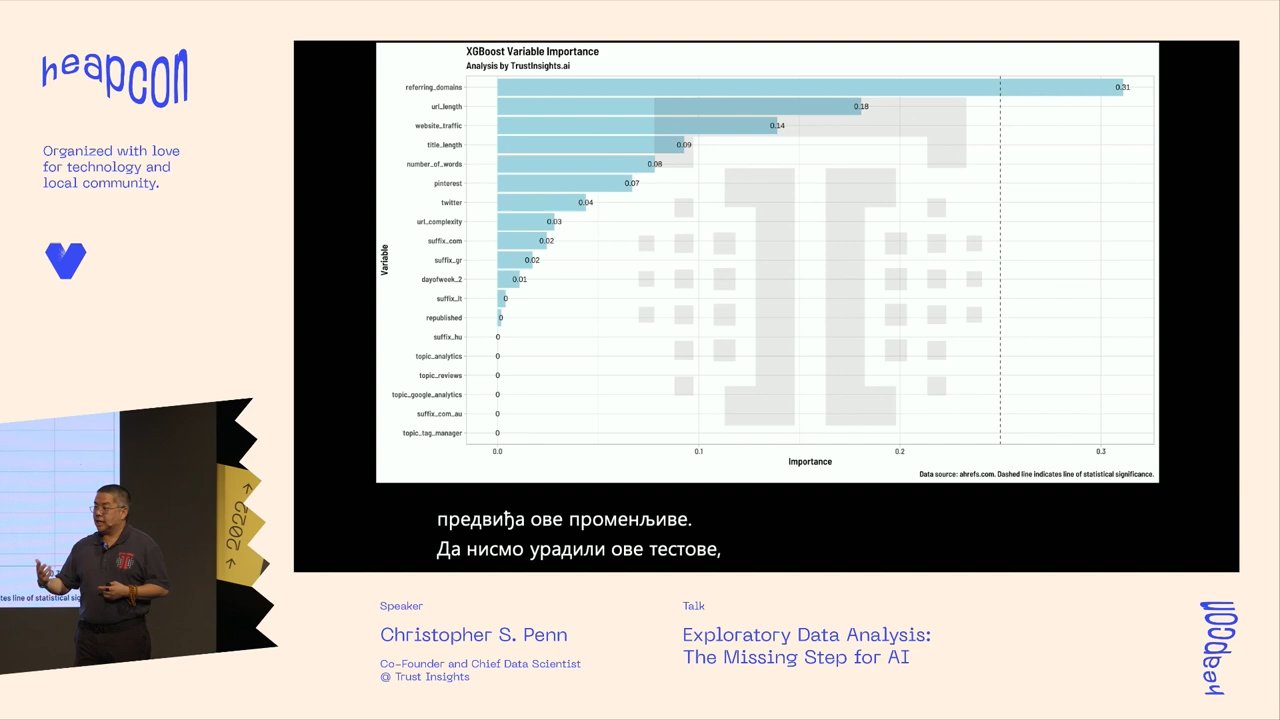 heapcon
Organized with love
for technology and
local community.
XGBoost Variable Importance
Analysis by TrustInsights.ai
Variable
referring_domains
0.31
url_length
0.18
website_traffic
0.14
title_length
0.09
number_of_words
0.08
pinterest
0.07
twitter
0.04
url_complexity
0.03
suffix_com
0.02
suffix_gr
0.02
dayofweek_2
0.01
suffix_lt
0
republished
0
suffix_hu
0
topic_analytics
0
topic_reviews
0
topic_google_analytics
0
suffix_com_au
0
topic_tag_manager
0
0.0 0.1 0.2 0.3
Importance
Data source: ahrefs.com. Dashed line indicates line of statistical significance.
предвиђа ове променљиве.
Да нисмо урадили ове тестове,
→ 2022 →
tes line of statistical sig
Speaker
Christopher S. Penn
Co-Founder and Chief Data Scientist
@ Trust Insights
Talk
Exploratory Data Analysis:
The Missing Step for AI
heapcon